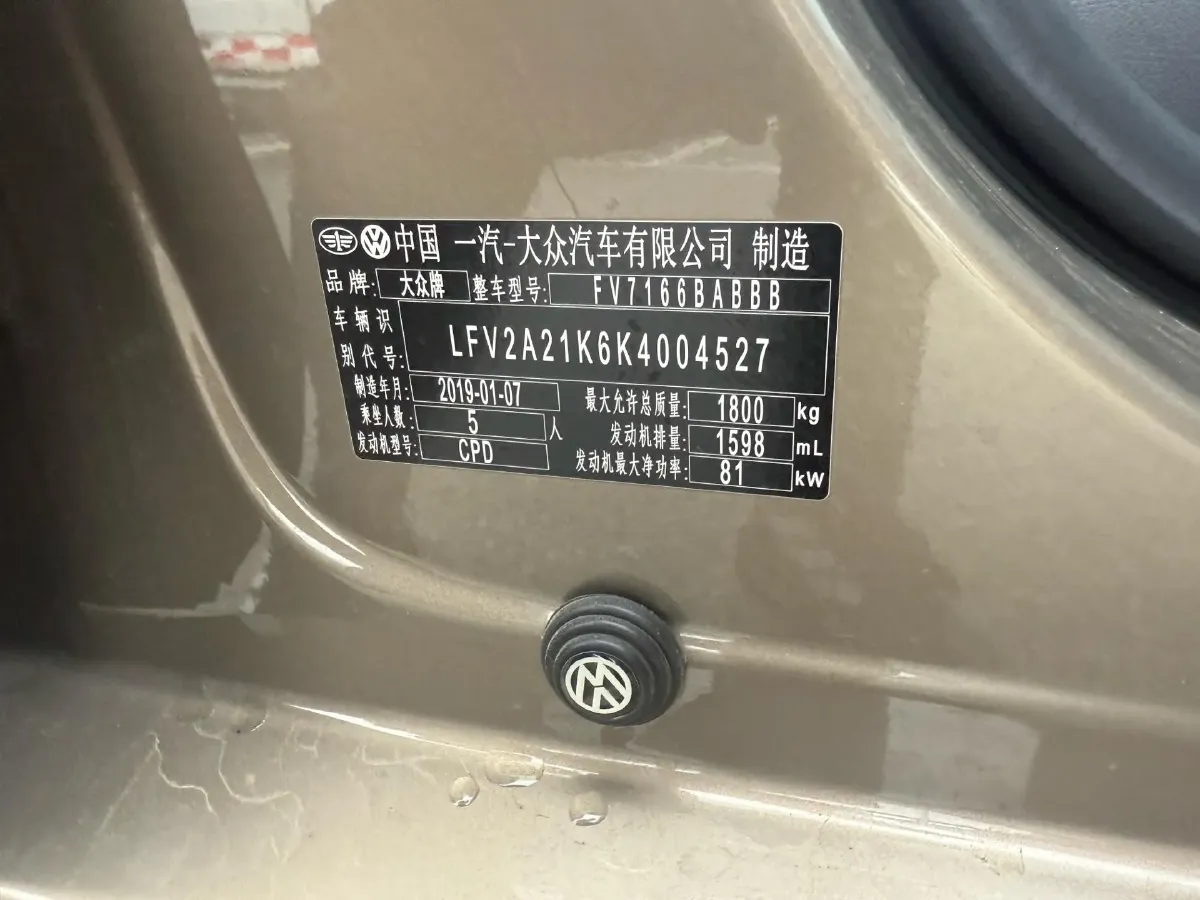 中国 一汽-大众汽车有限公司 制造
品牌: 大众牌 整车型号: FV7166BABBB
车辆识别代号: LFV2A21K6K4004527
制造年月: 2019-01-07 最大允许总质量: 1800 kg
乘坐人数: 5 人 发动机排量: 1598 mL
发动机型号: CPD 发动机最大净功率: 81 kW